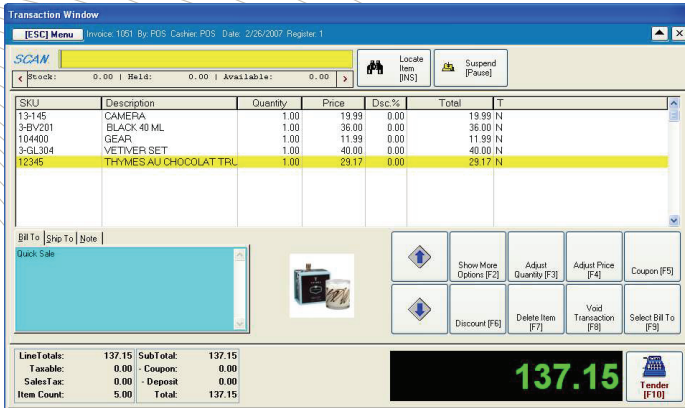 Transaction Window
[ESC] Menu Invoice: 1051 By: POS Cashier: POS Date: 2/26/2007 Register: 1
SCAN
Stock: 0.00 | Held: 0.00 | Available: 0.00
Locate Item [INS]
Suspend [Pause]
SKU Description Quantity Price Dsc.% Total T
13-145 CAMERA 1.00 19.99 0.00 19.99 N
3-BV201 BLACK 40 ML 1.00 36.00 0.00 36.00 N
104400 GEAR 1.00 11.99 0.00 11.99 N
3-GL304 VETIVER SET 1.00 40.00 0.00 40.00 N
12345 THYMES AU CHOCOLAT TRU 1.00 29.17 0.00 29.17 N
Bill To Ship To Note
Quick Sale
Show More Options [F2]
Adjust Quantity [F3]
Adjust Price [F4]
Coupon [F5]
Discount [F6]
Delete Item [F7]
Void Transaction [F8]
Select Bill To [F9]
LineTotals: 137.15 SubTotal: 137.15
Taxable: 0.00 - Coupon: 0.00
SalesTax: 0.00 - Deposit 0.00
Item Count: 5.00 Total: 137.15
137.15
Tender [F10]